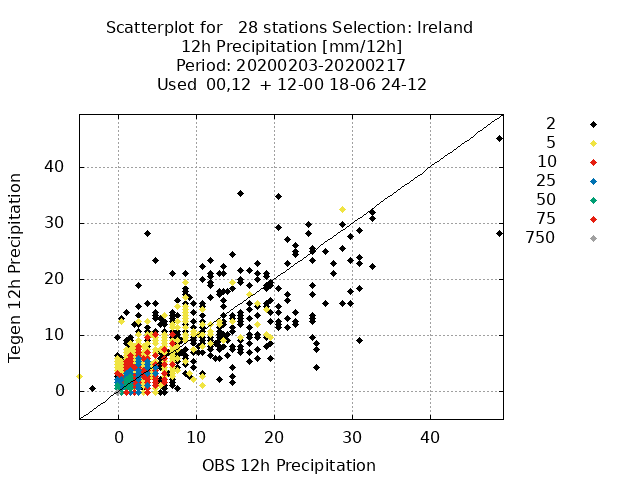 Scatterplot for 28 stations Selection: Ireland
12h Precipitation [mm/12h]
Period: 20200203-20200217
Used 00,12 + 12-00 18-06 24-12
2
5
10
25
50
75
750
40
30
20
10
0
Tegen 12h Precipitation
0 10 20 30 40
OBS 12h Precipitation